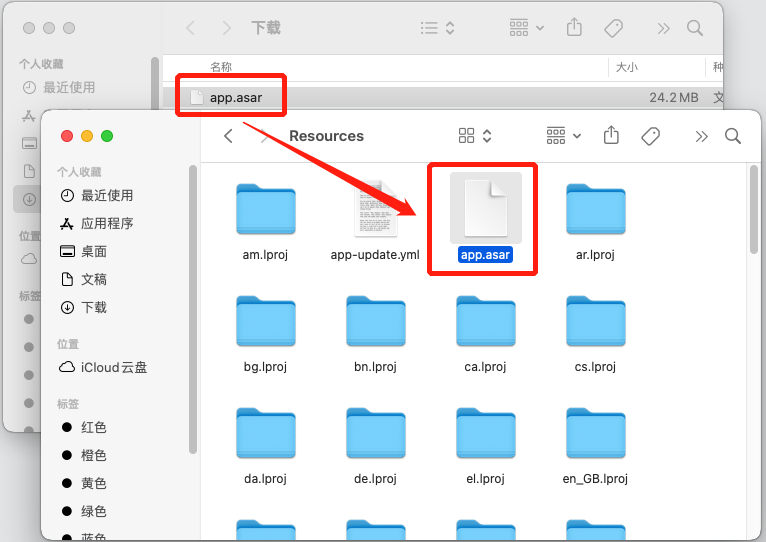 下载
个人收藏
最近使用
名称
大小
种
app.asar
24.2 MB
文
位置
标签
Resources
个人收藏
最近使用
应用程序
桌面
文稿
下载
位置
iCloud云盘
标签
红色
橙色
黄色
绿色
蓝色
am.lproj
app-update.yml
app.asar
ar.lproj
bg.lproj
bn.lproj
ca.lproj
cs.lproj
da.lproj
de.lproj
el.lproj
en_GB.lproj